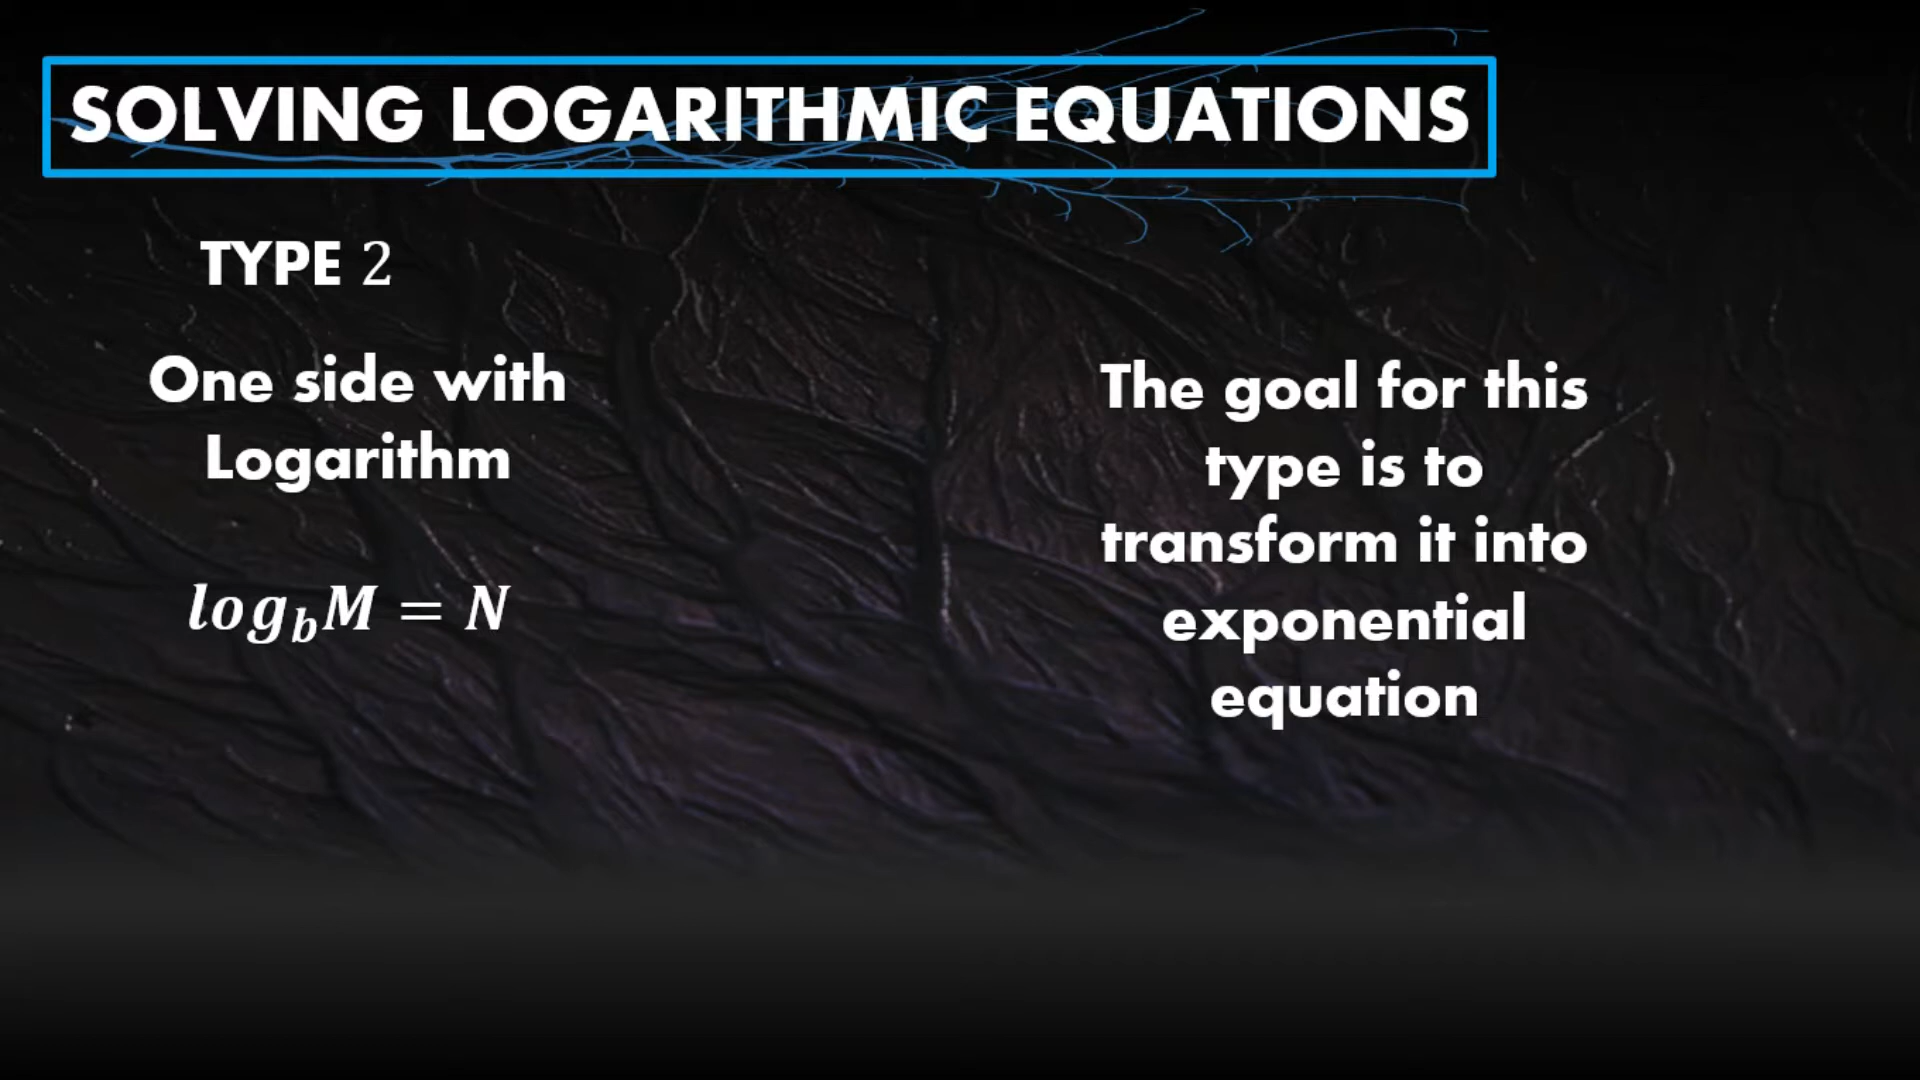 SOLVING LOGARITHMIC EQUATIONS
TYPE 2
One side with
Logarithm
log_b M = N
The goal for this
type is to
transform it into
exponential
equation